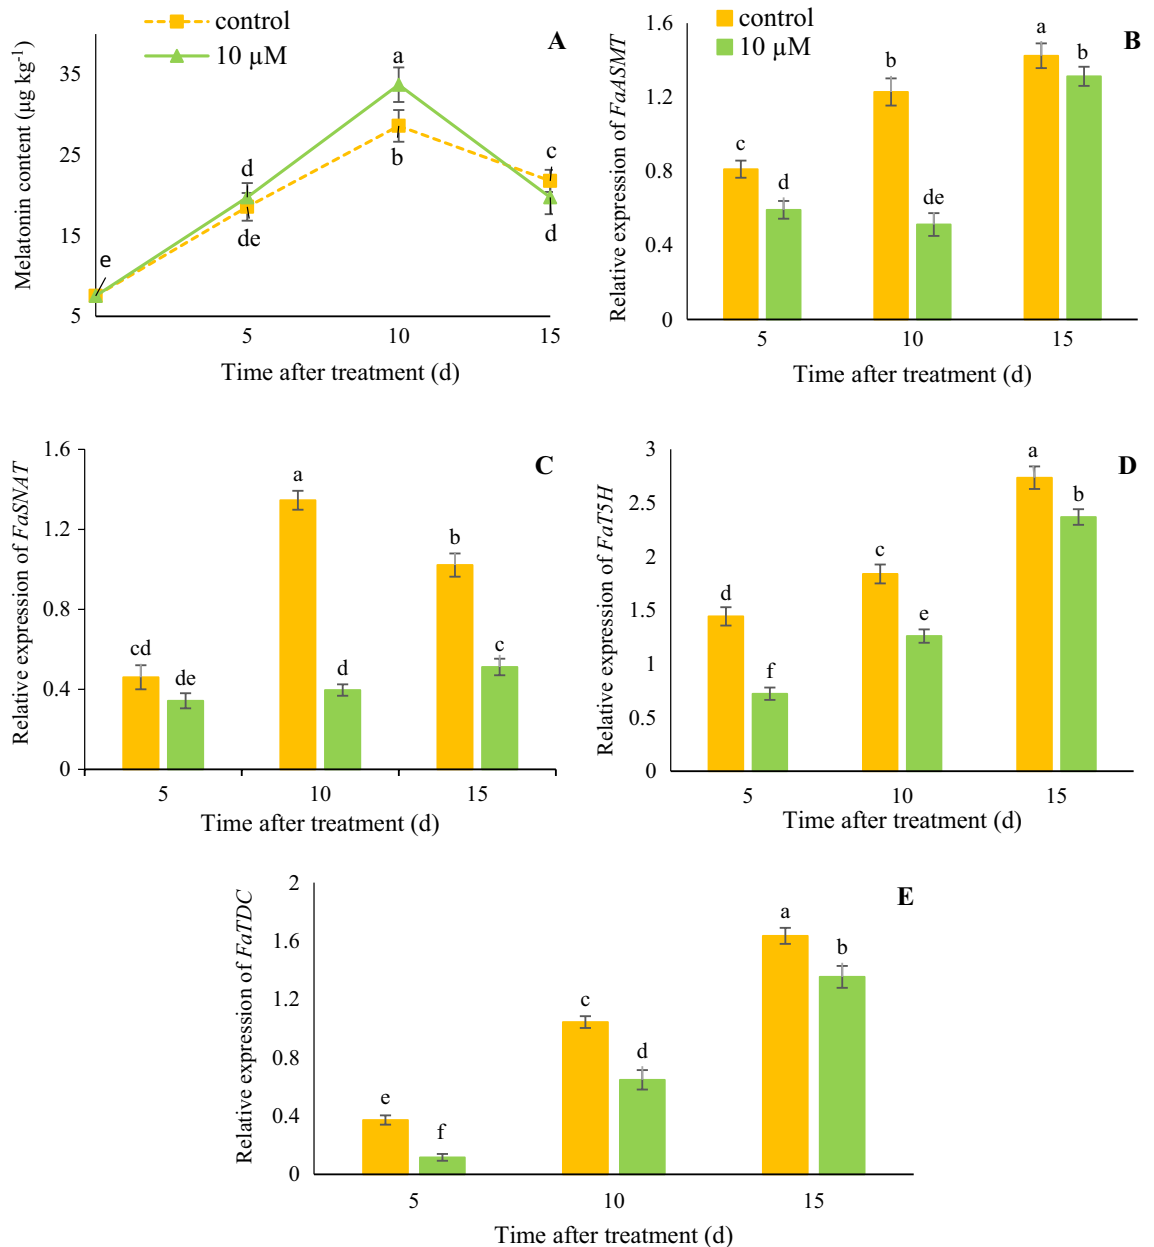 control
10 µM
A
Melatonin content (µg kg-1)
35
25
15
5
e
d
de
a
b
c
d
5
10
15
Time after treatment (d)
control
10 µM
B
Relative expression of FaASMT
1.6
1.2
0.8
0.4
0
c
d
b
de
a
b
5
10
15
Time after treatment (d)
C
Relative expression of FaSNAT
1.6
1.2
0.8
0.4
0
cd
de
a
d
b
c
5
10
15
Time after treatment (d)
D
Relative expression of FaT5H
3
2.5
2
1.5
1
0.5
0
d
f
c
e
a
b
5
10
15
Time after treatment (d)
E
Relative expression of FaTDC
2
1.6
1.2
0.8
0.4
0
e
f
c
d
a
b
5
10
15
Time after treatment (d)